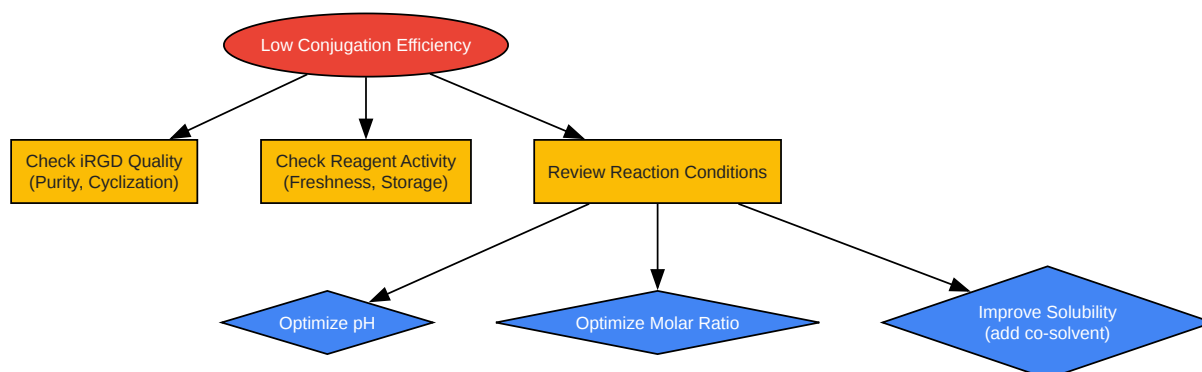 Low Conjugation Efficiency
Check iRGD Quality
(Purity, Cyclization)
Check Reagent Activity
(Freshness, Storage)
Review Reaction Conditions
Optimize pH
Optimize Molar Ratio
Improve Solubility
(add co-solvent)